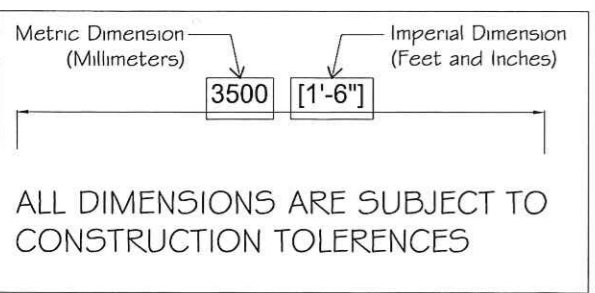 Metric Dimension
(Millimeters)
Imperial Dimension
(Feet and Inches)
3500 [1'-6"]
ALL DIMENSIONS ARE SUBJECT TO
CONSTRUCTION TOLERENCES